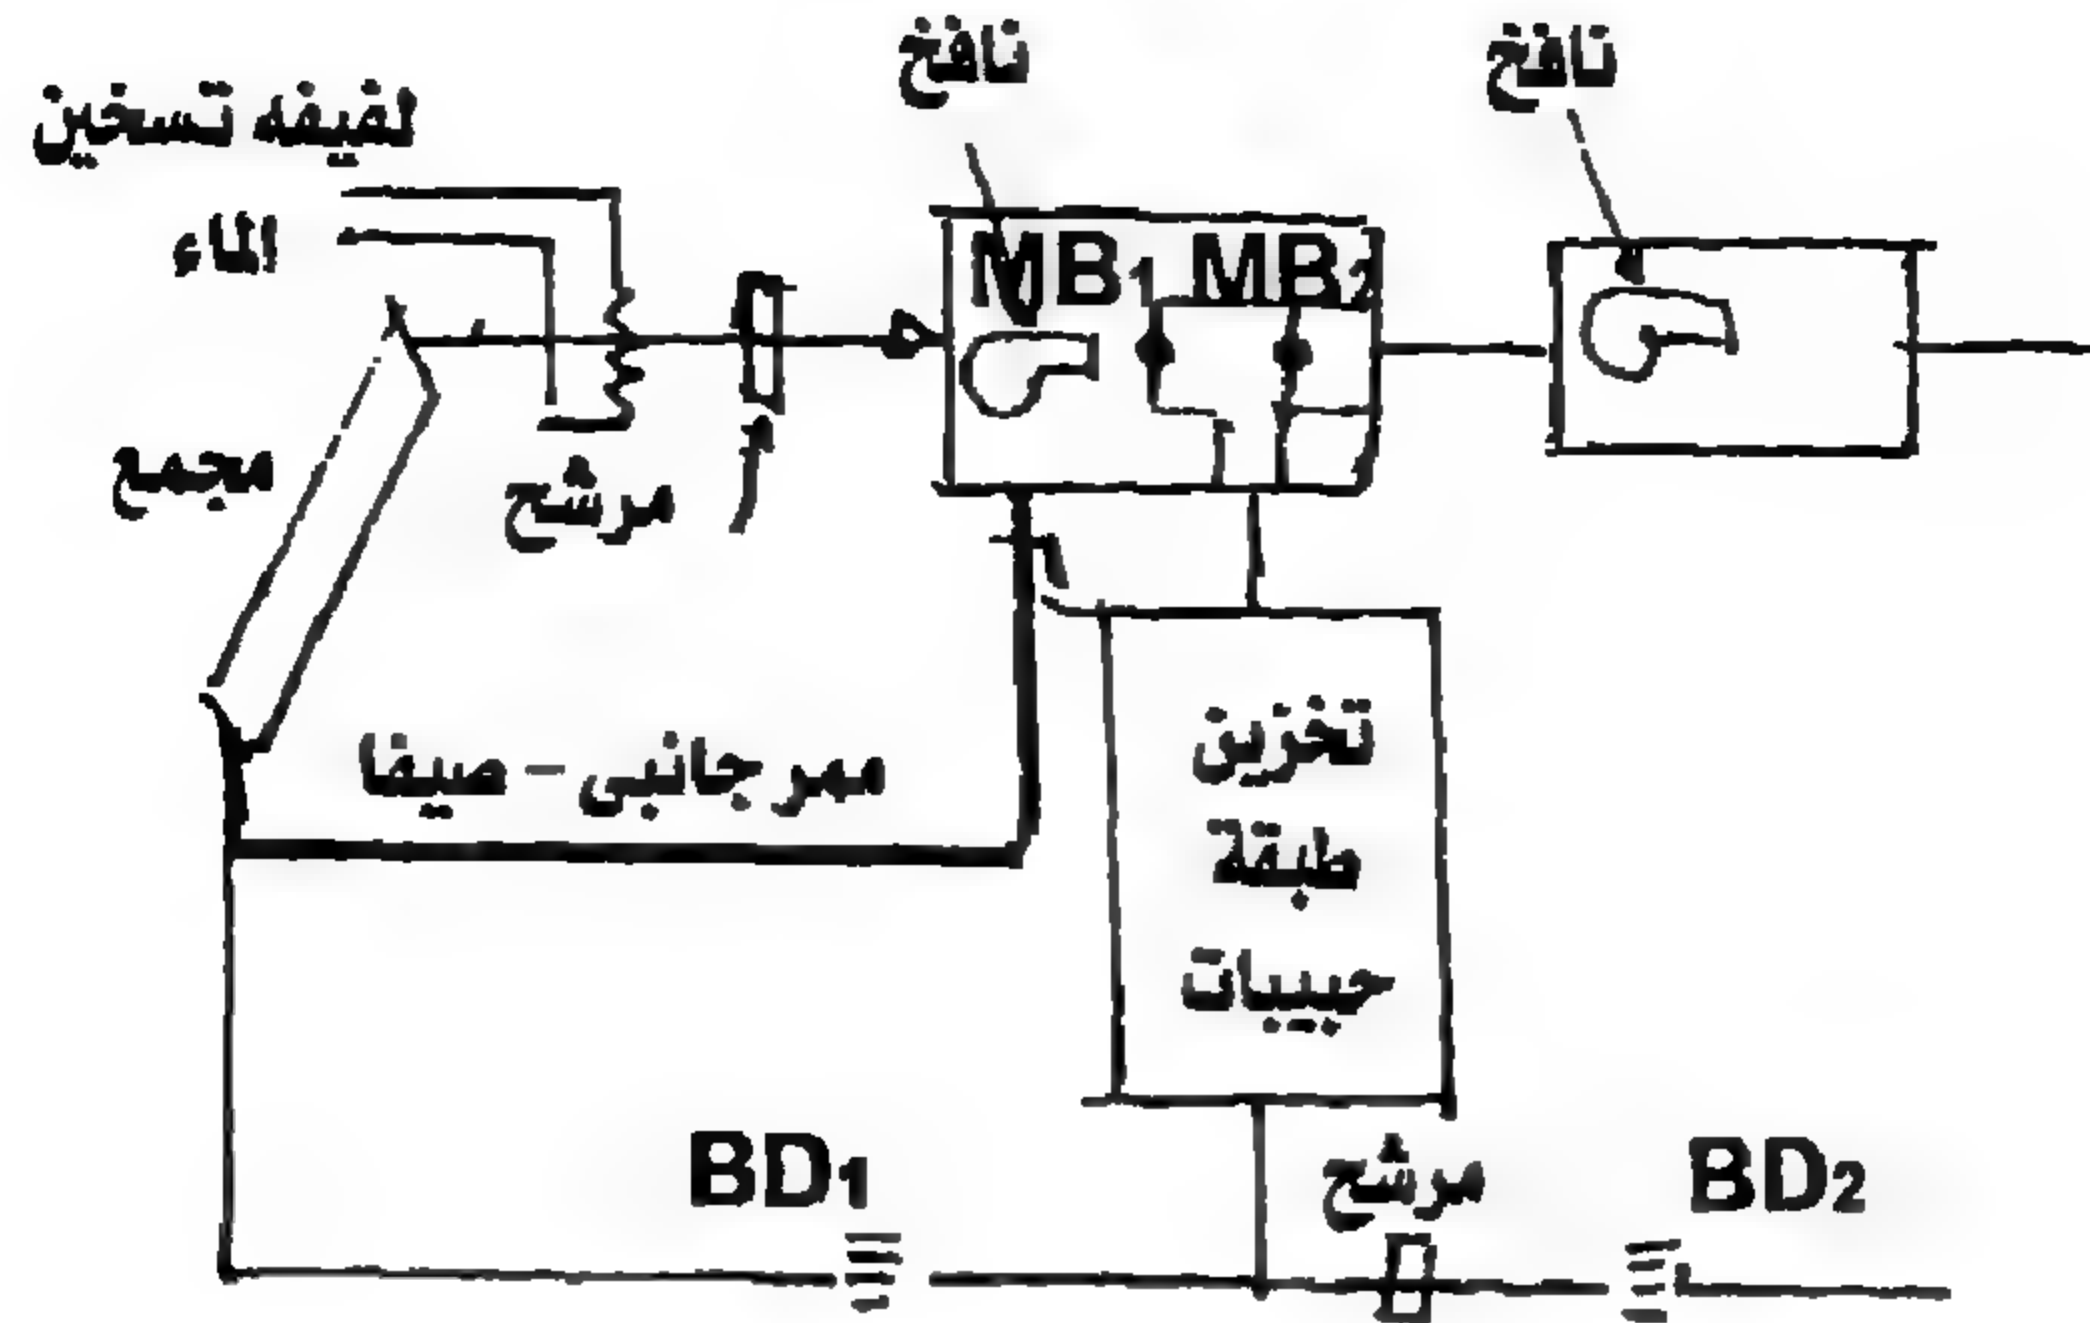 نافخ
نافخ
لفيفه تسخين
الماء
MB1 MB2
مجمع
مرشح
تخزين
ممر جانبى - صيفا
طبقة
حبيبات
BD1
مرشح
BD2